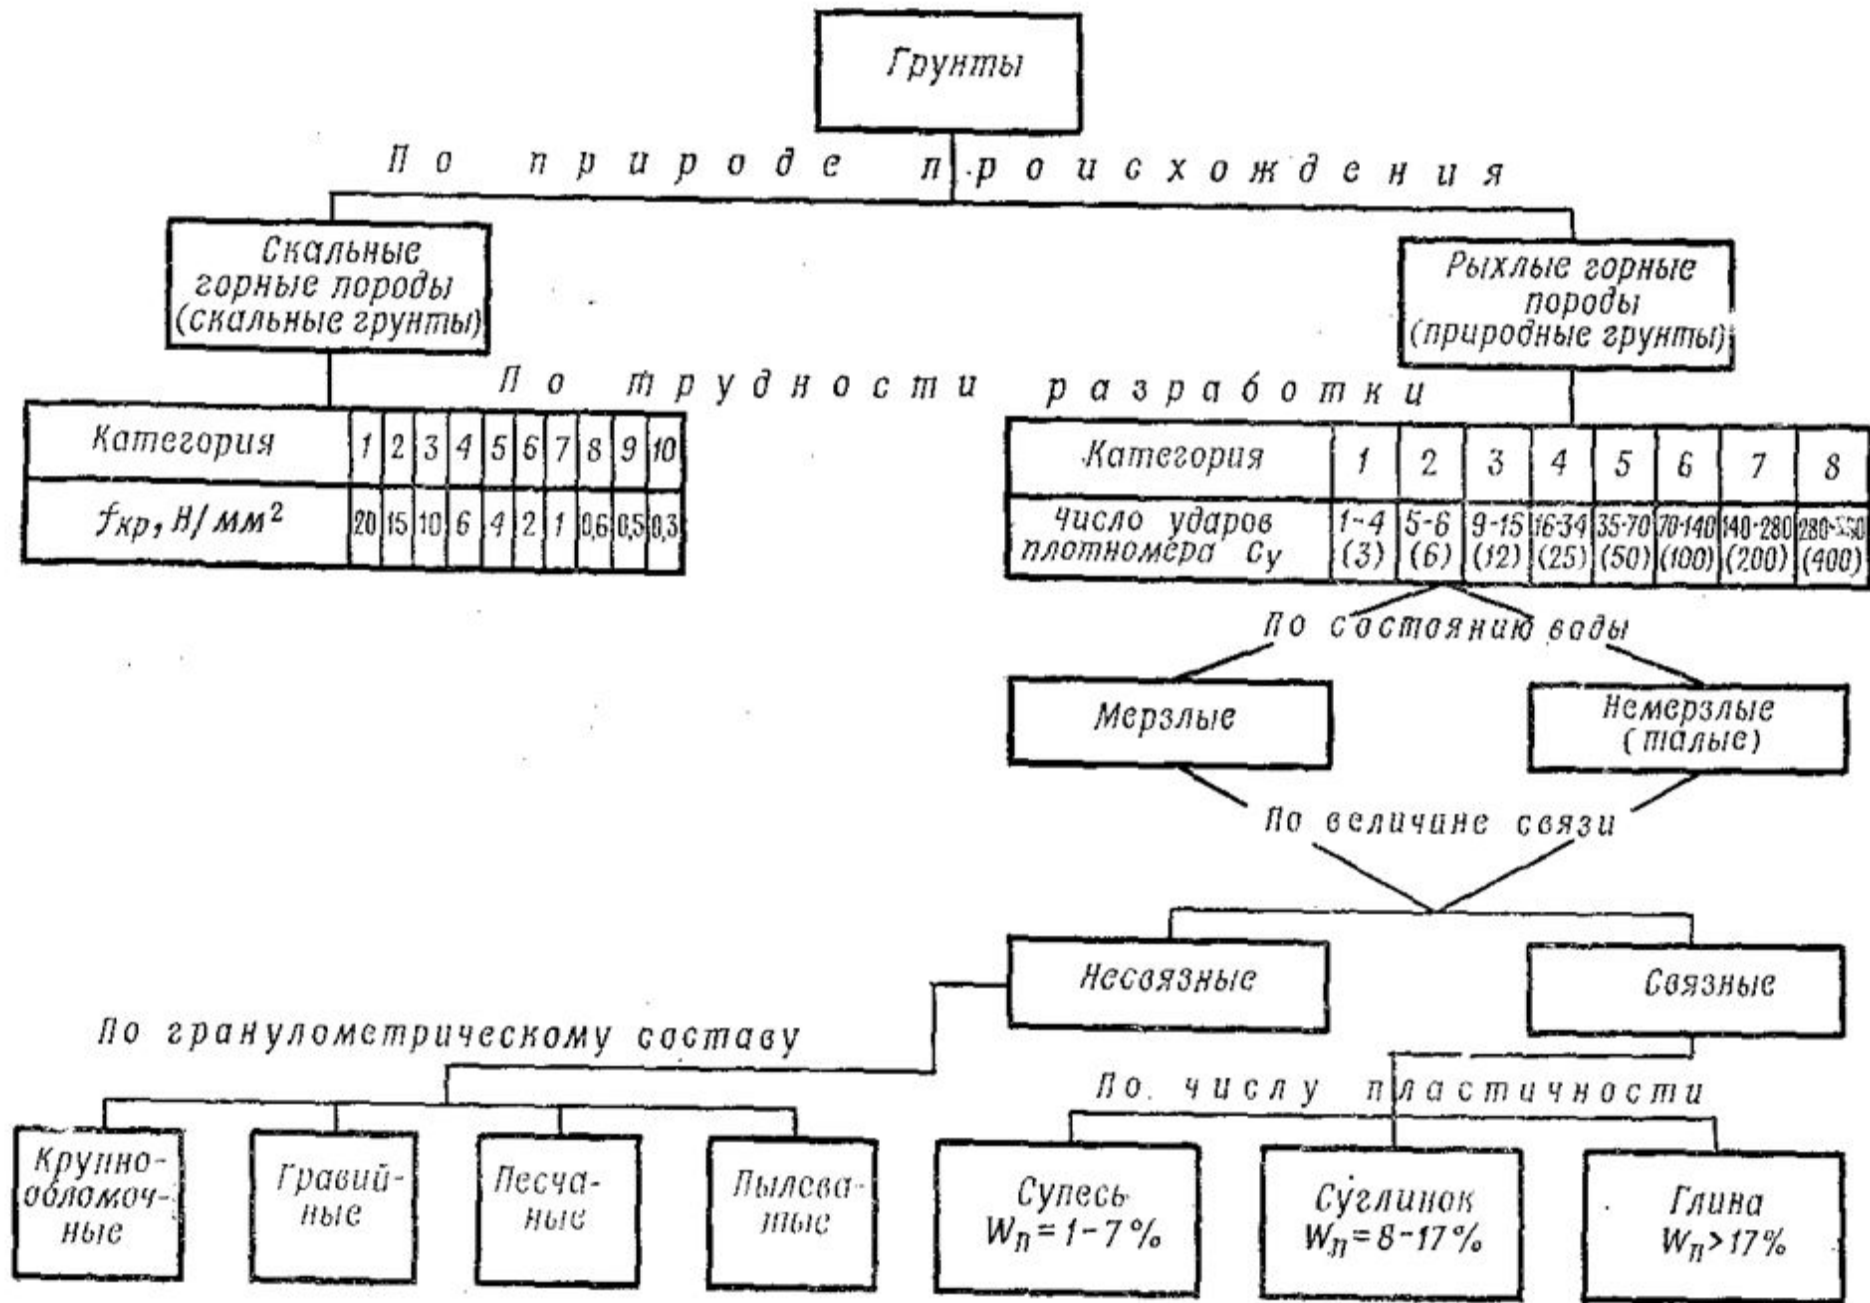 Грунты
По природе происхождения
Скальные
горные породы
(скальные грунты)
Рыхлые горные
породы
(природные грунты)
По трудности разработки
Категория 1 2 3 4 5 6 7 8 9 10
fкр, Н/мм² 20 15 10 6 4 2 1 0,6 0,5 0,3
Категория 1 2 3 4 5 6 7 8
Число ударов 1-4 5-6 9-15 16-34 35-70 70-140 140-280
плотномера Су (3) (6) (12) (25) (50) (100) (200) (400)
По состоянию воды
Мерзлые
Немерзлые
(талые)
По величине связи
Несвязные
Связные
По гранулометрическому составу
По числу пластичности
Крупно-
обломоч-
ные
Гравий-
ные
Песча-
ные
Пылева-
тые
Супесь
Wп = 1-7%
Суглинок
Wп = 8-17%
Глина
Wп > 17%